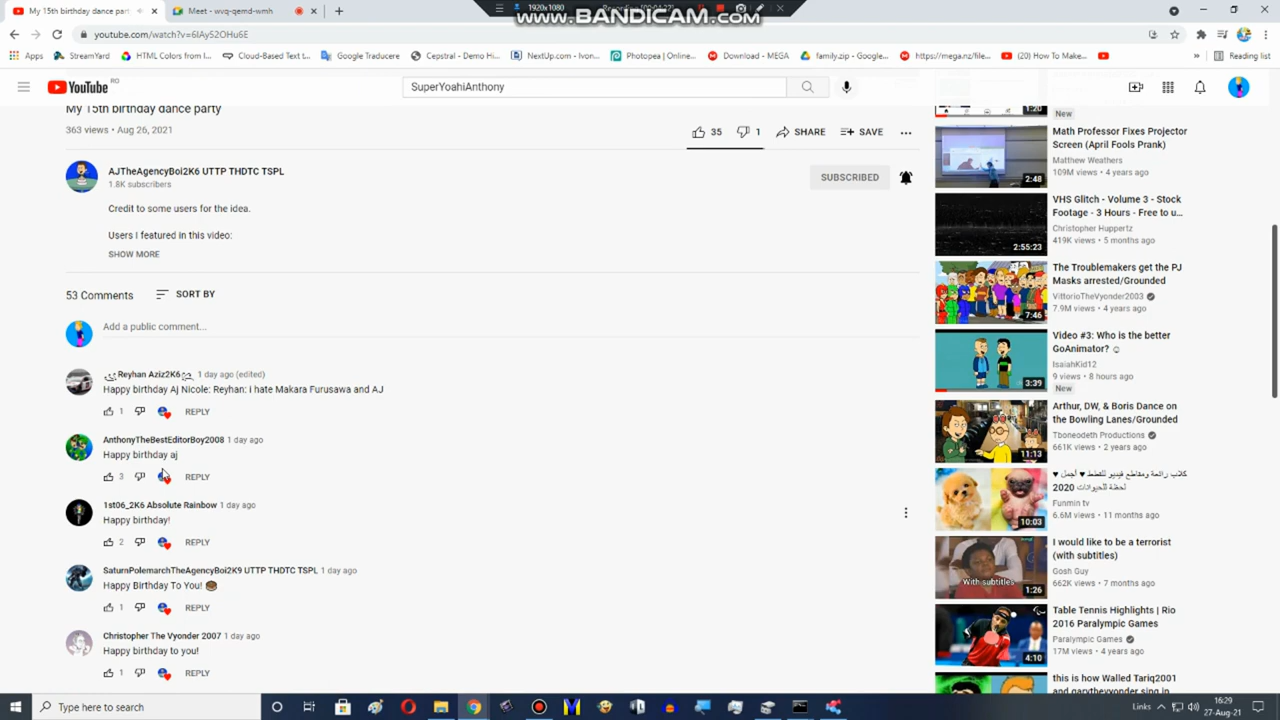 My 15th birthday dance party
Meet - wvq-qemd-wmh
1920x1080
www.BANDICAM.com
youtube.com/watch?v=6IAyS2OHu6E
Apps
StreamYard
HTML Colors from I...
Cloud-Based Text t...
Google Traducere
Cepstral - Demo Hi...
NextUp.com - Ivon...
Photopea | Online...
Download - MEGA
family.zip - Google...
https://mega.nz/file...
(20) How To Make...
Reading list
YouTube RO
SuperYoahiAnthony
My 15th birthday dance party
363 views • Aug 26, 2021
35
1
SHARE
SAVE
AJTheAgencyBoi2K6 UTTP THDTC TSPL
1.8K subscribers
SUBSCRIBED
Credit to some users for the idea.
Users I featured in this video:
SHOW MORE
53 Comments
SORT BY
Add a public comment...
Reyhan Aziz2K6 1 day ago (edited)
Happy birthday Aj Nicole: Reyhan: i hate Makara Furusawa and AJ
1
REPLY
AnthonyTheBestEditorBoy2008 1 day ago
Happy birthday aj
3
REPLY
1st06_2K6 Absolute Rainbow 1 day ago
Happy birthday!
2
REPLY
SaturnPolemarchTheAgencyBoi2K9 UTTP THDTC TSPL 1 day ago
Happy Birthday To You!
1
REPLY
Christopher The Vyonder 2007 1 day ago
Happy birthday to you!
1
REPLY
1:20
New
Math Professor Fixes Projector
Screen (April Fools Prank)
Matthew Weathers
109M views • 4 years ago
2:48
VHS Glitch - Volume 3 - Stock
Footage - 3 Hours - Free to u...
Christopher Huppertz
419K views • 5 months ago
2:55:23
The Troublemakers get the PJ
Masks arrested/Grounded
VittorioTheVyonder2003
7.9M views • 4 years ago
7:46
Video #3: Who is the better
GoAnimator? ☺
IsaiahKid12
9 views • 8 hours ago
New
3:39
Arthur, DW, & Boris Dance on
the Bowling Lanes/Grounded
Tboneodeth Productions
661K views • 2 years ago
11:13
كلاب رائعة ومقاطع فيديو للقطط ♥ أجمل ♥
لحظة للحيوانات 2020
Funmin tv
6.6M views • 11 months ago
10:03
I would like to be a terrorist
(with subtitles)
Gosh Guy
662K views • 7 months ago
With subtitles
1:26
Table Tennis Highlights | Rio
2016 Paralympic Games
Paralympic Games
17M views • 4 years ago
4:10
this is how Walled Tariq2001
and garythevyonder sing in
Type here to search
Links
16:29
27-Aug-21